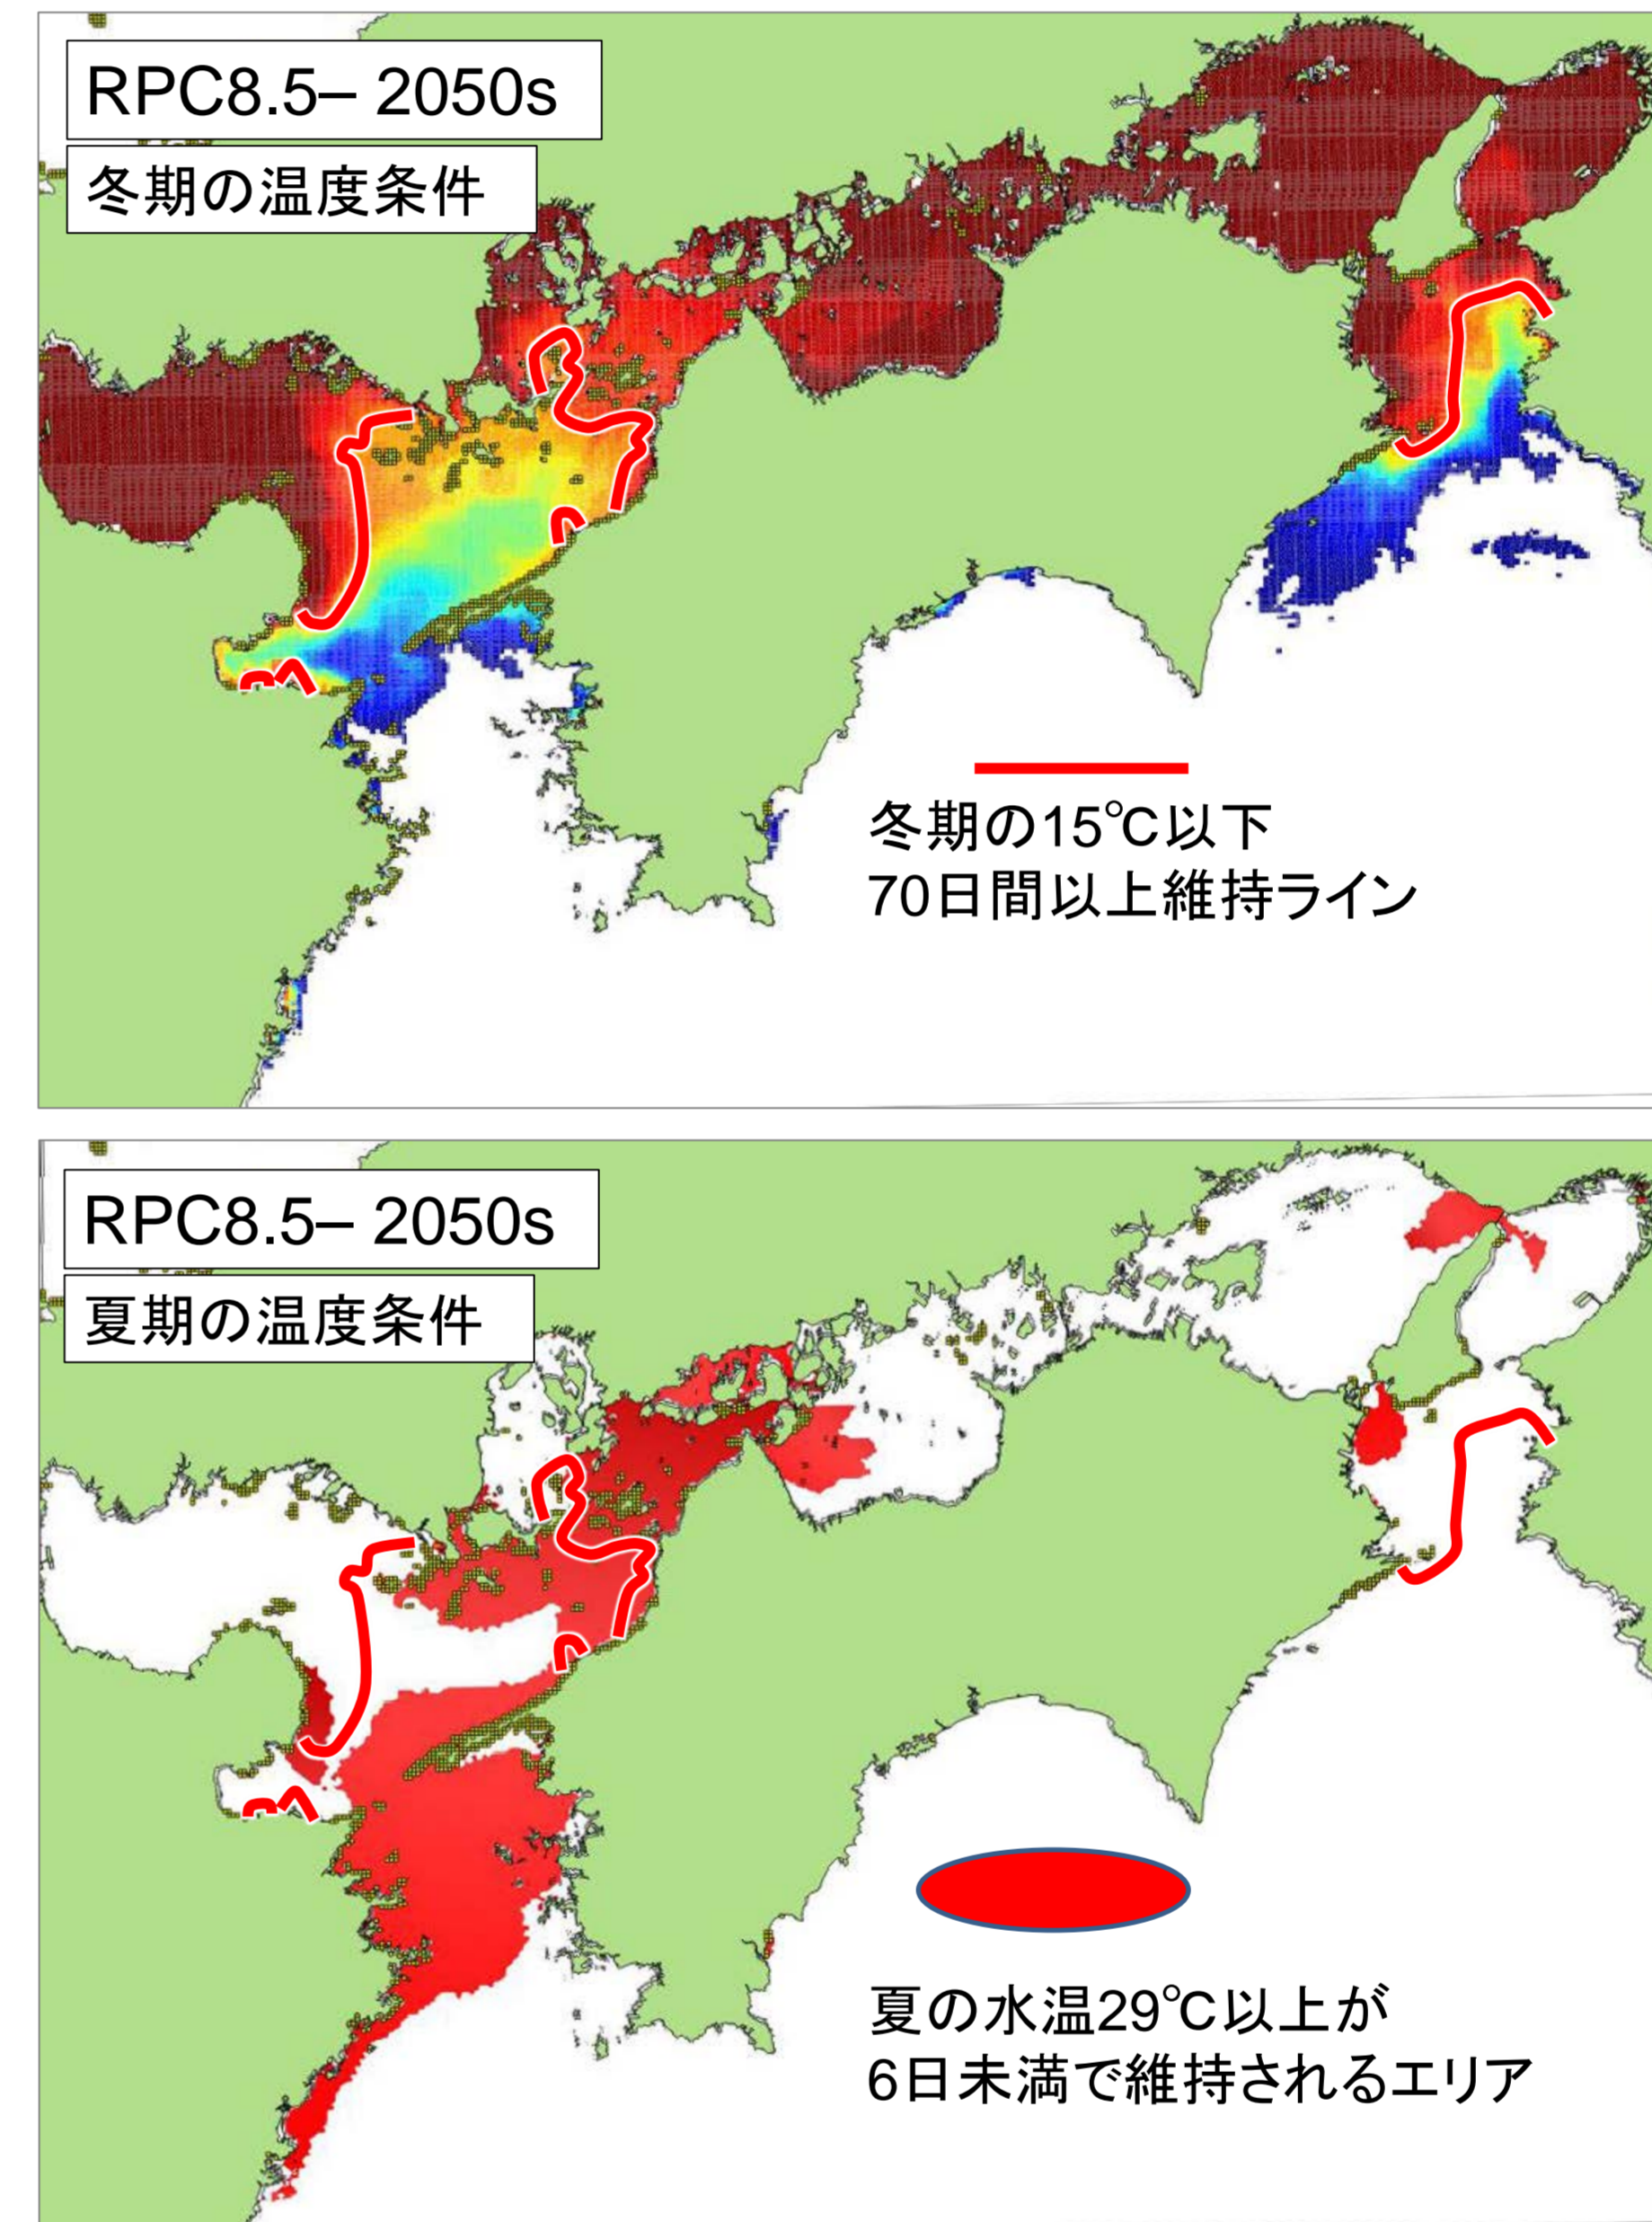 RPC8.5– 2050s
冬期の温度条件
冬期の15℃以下
70日間以上維持ライン
RPC8.5– 2050s
夏期の温度条件
夏の水温29℃以上が
6日未満で維持されるエリア